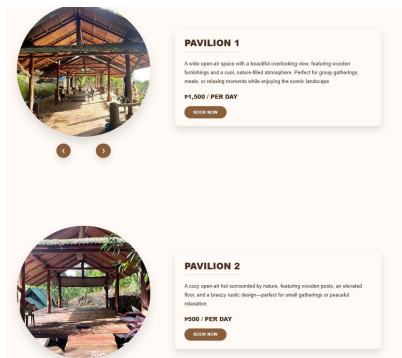 PAVILION 1
A wide open-air space with a beautiful overlooking view, featuring wooden
furnishings and a cool, nature-filled atmosphere. Perfect for group gatherings,
meals, or relaxing moments while enjoying the scenic landscape
₱1,500 / PER DAY
BOOK NOW
‹ ›
PAVILION 2
A cozy open-air hut surrounded by nature, featuring wooden posts, an elevated
floor, and a breezy rustic design—perfect for small gatherings or peaceful
relaxation.
₱500 / PER DAY
BOOK NOW